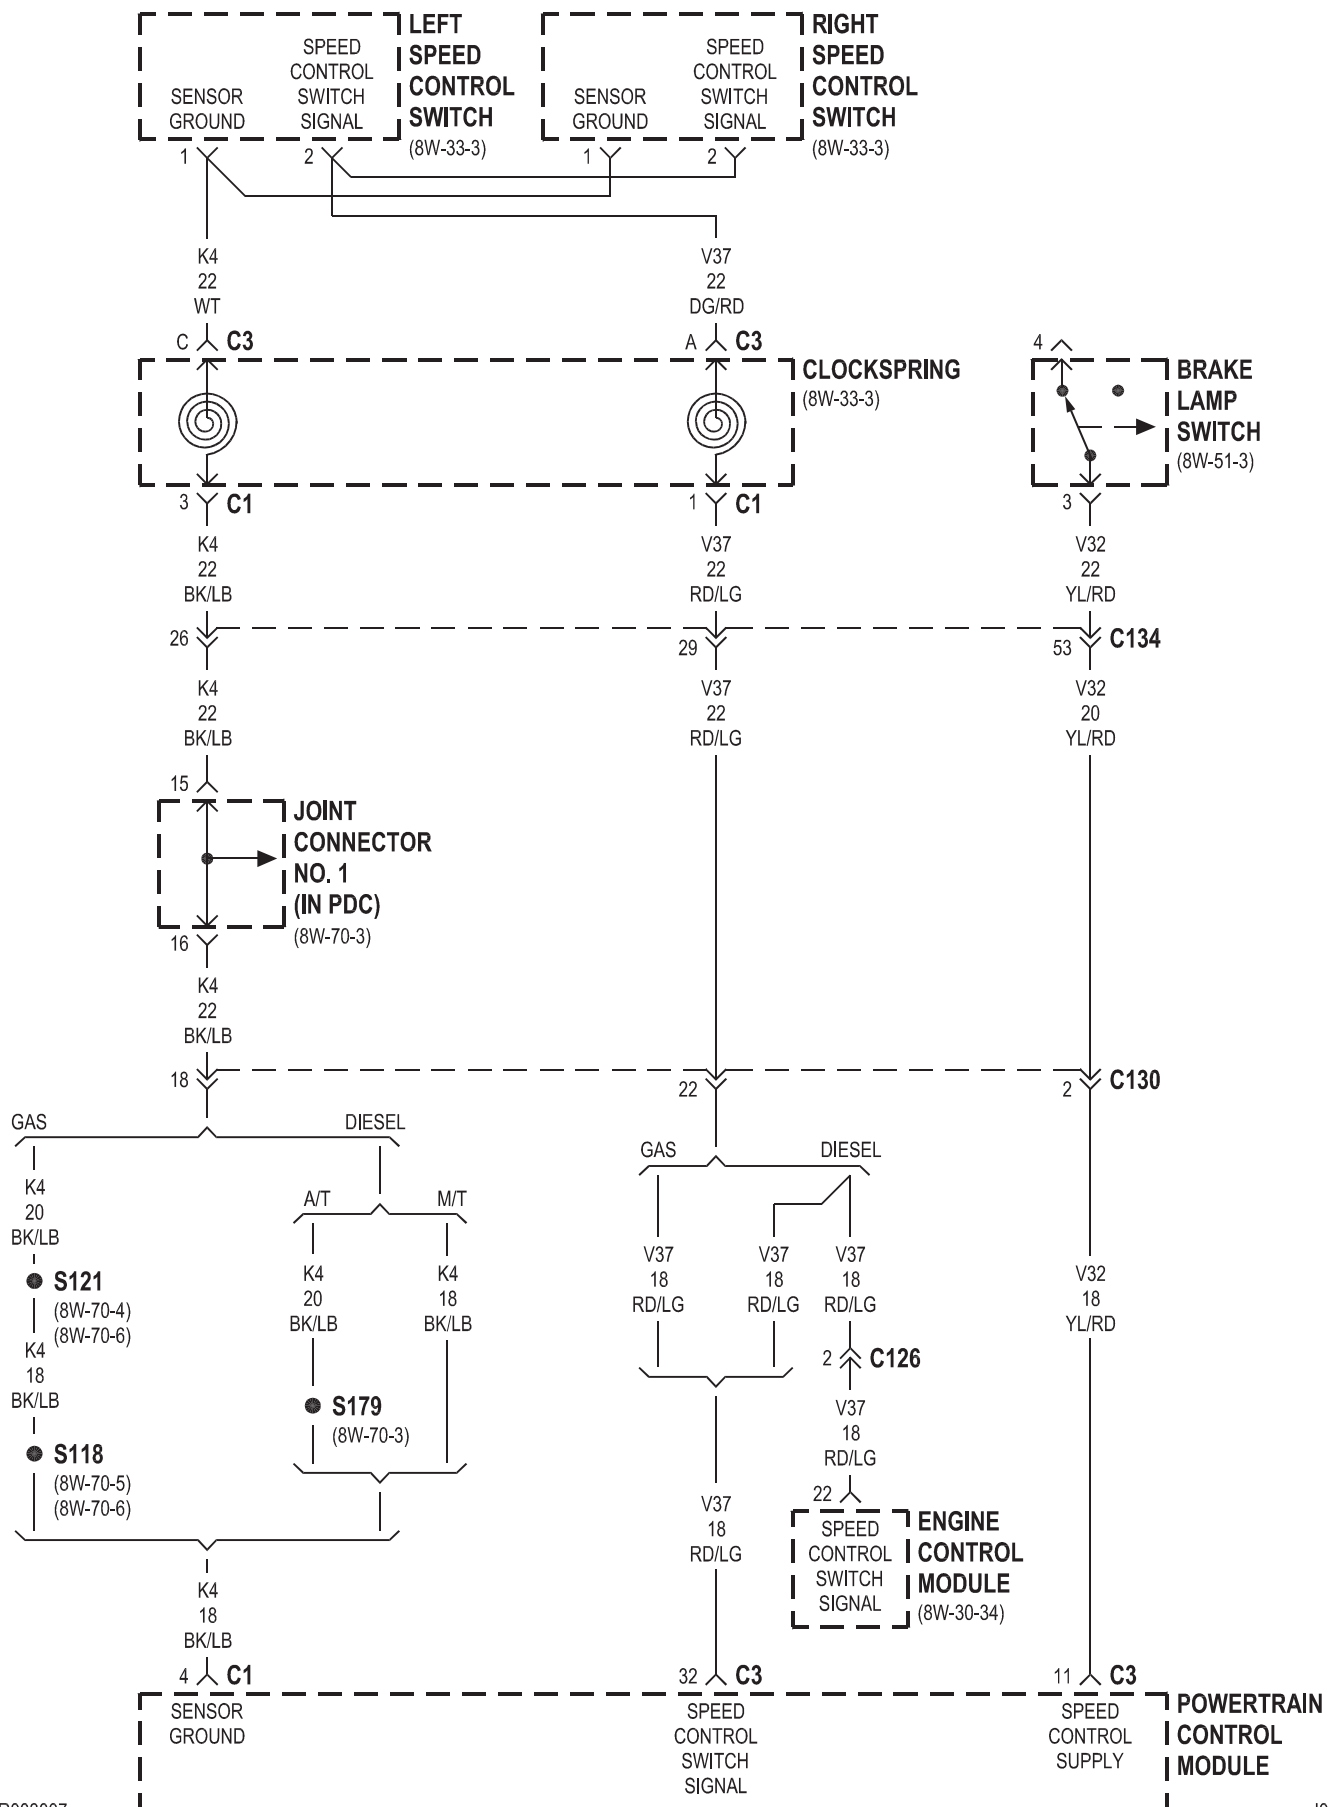 LEFT
SPEED
CONTROL
SWITCH
(8W-33-3)
SPEED
CONTROL
SWITCH
SIGNAL
SENSOR
GROUND
1
2
RIGHT
SPEED
CONTROL
SWITCH
(8W-33-3)
SPEED
CONTROL
SWITCH
SIGNAL
SENSOR
GROUND
1
2
K4
22
WT
V37
22
DG/RD
C
C3
A
C3
CLOCKSPRING
(8W-33-3)
4
BRAKE
LAMP
SWITCH
(8W-51-3)
3
C1
1
C1
3
K4
22
BK/LB
V37
22
RD/LG
V32
22
YL/RD
26
29
53
C134
K4
22
BK/LB
V37
22
RD/LG
V32
20
YL/RD
15
JOINT
CONNECTOR
NO. 1
(IN PDC)
(8W-70-3)
16
K4
22
BK/LB
18
22
2
C130
GAS
DIESEL
K4
20
BK/LB
S121
(8W-70-4)
(8W-70-6)
K4
18
BK/LB
S118
(8W-70-5)
(8W-70-6)
A/T
M/T
K4
20
BK/LB
K4
18
BK/LB
S179
(8W-70-3)
GAS
DIESEL
V37
18
RD/LG
V37
18
RD/LG
V37
18
RD/LG
2
C126
V37
18
RD/LG
22
SPEED
CONTROL
SWITCH
SIGNAL
ENGINE
CONTROL
MODULE
(8W-30-34)
V32
18
YL/RD
V37
18
RD/LG
K4
18
BK/LB
4
C1
32
C3
11
C3
SENSOR
GROUND
SPEED
CONTROL
SWITCH
SIGNAL
SPEED
CONTROL
SUPPLY
POWERTRAIN
CONTROL
MODULE